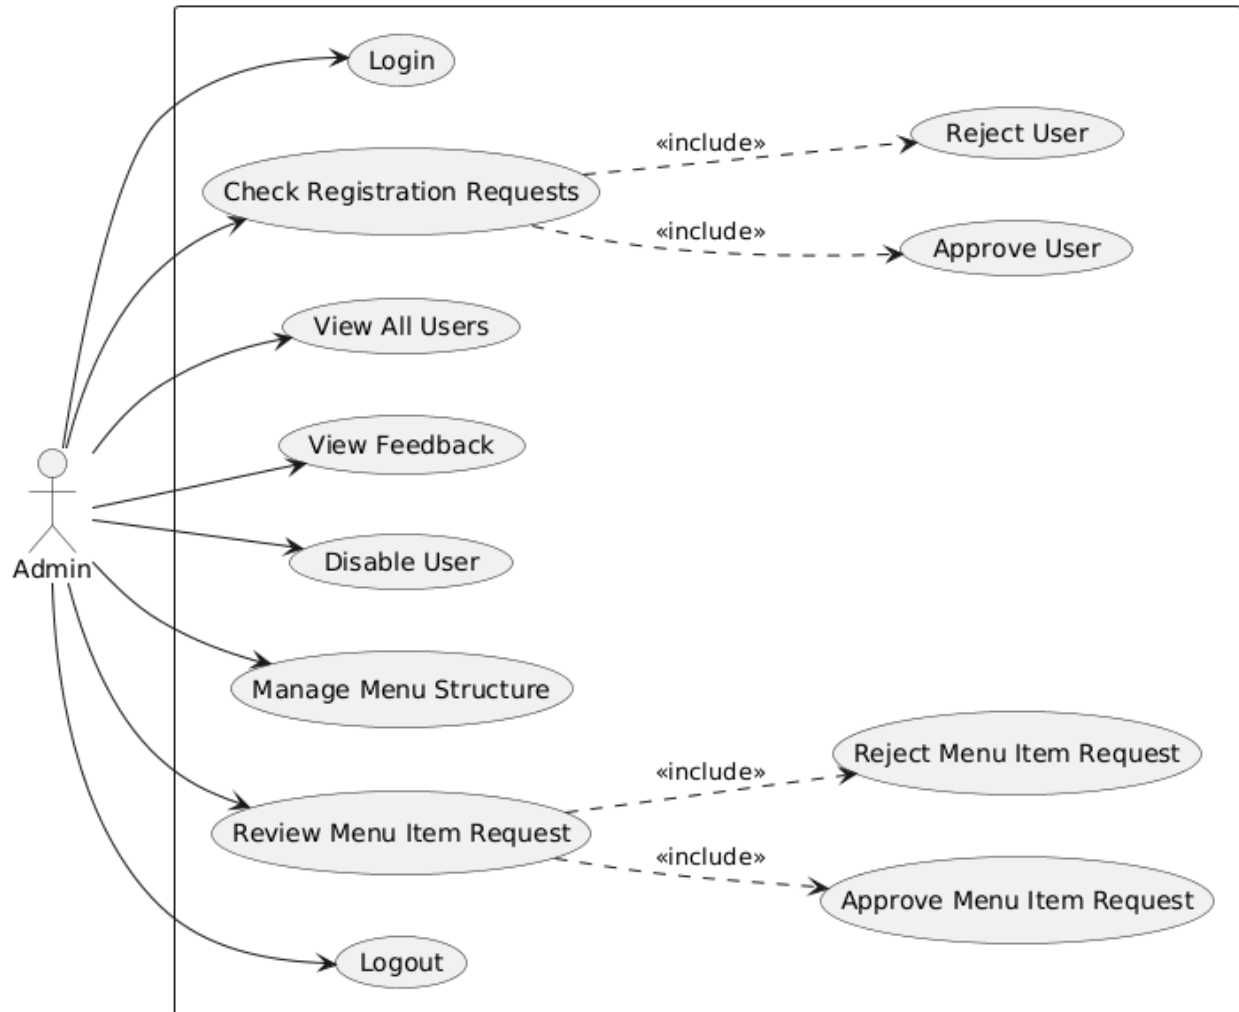 Login
«include»
Reject User
Check Registration Requests
«include»
Approve User
View All Users
View Feedback
Disable User
Admin
Manage Menu Structure
«include»
Reject Menu Item Request
Review Menu Item Request
«include»
Approve Menu Item Request
Logout